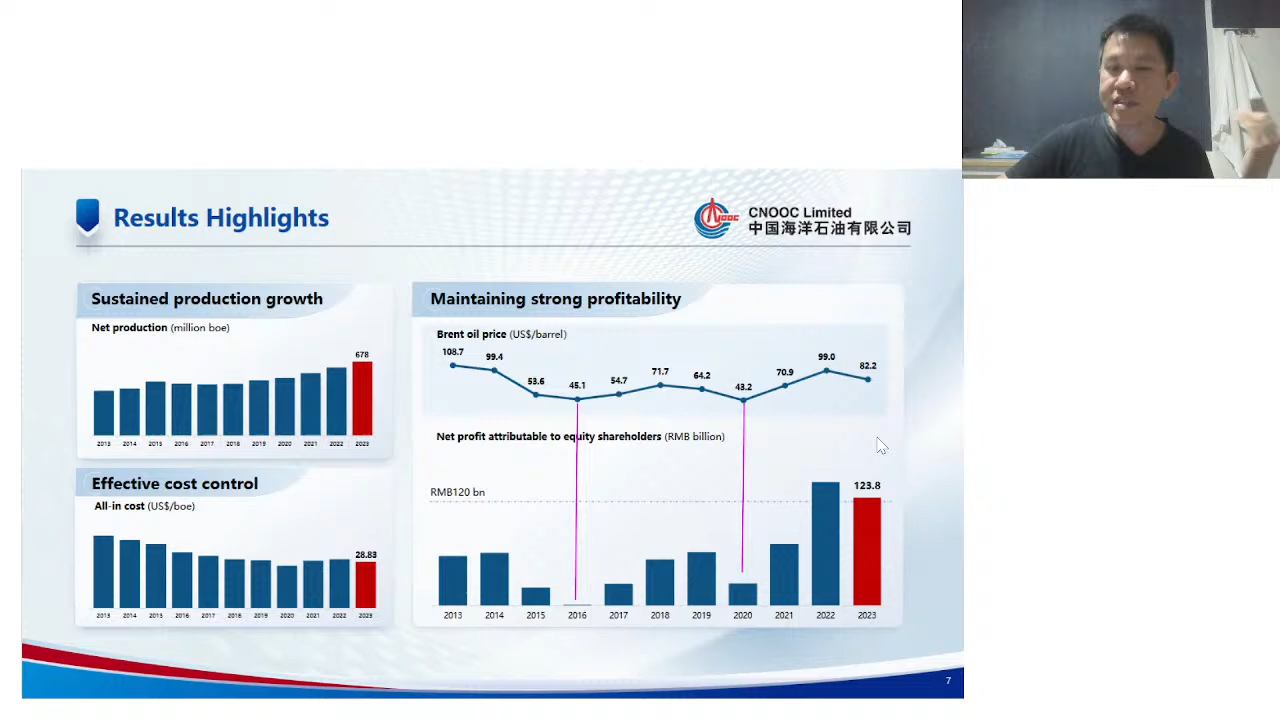 Results Highlights
CNOOC
CNOOC Limited
中国海洋石油有限公司
Sustained production growth
Net production (million boe)
678
2013 2014 2015 2016 2017 2018 2019 2020 2021 2022 2023
Effective cost control
All-in cost (US$/boe)
28.83
2013 2014 2015 2016 2017 2018 2019 2020 2021 2022 2023
Maintaining strong profitability
Brent oil price (US$/barrel)
108.7 99.4 53.6 45.1 54.7 71.7 64.2 43.2 70.9 99.0 82.2
Net profit attributable to equity shareholders (RMB billion)
RMB120 bn
123.8
2013 2014 2015 2016 2017 2018 2019 2020 2021 2022 2023
7